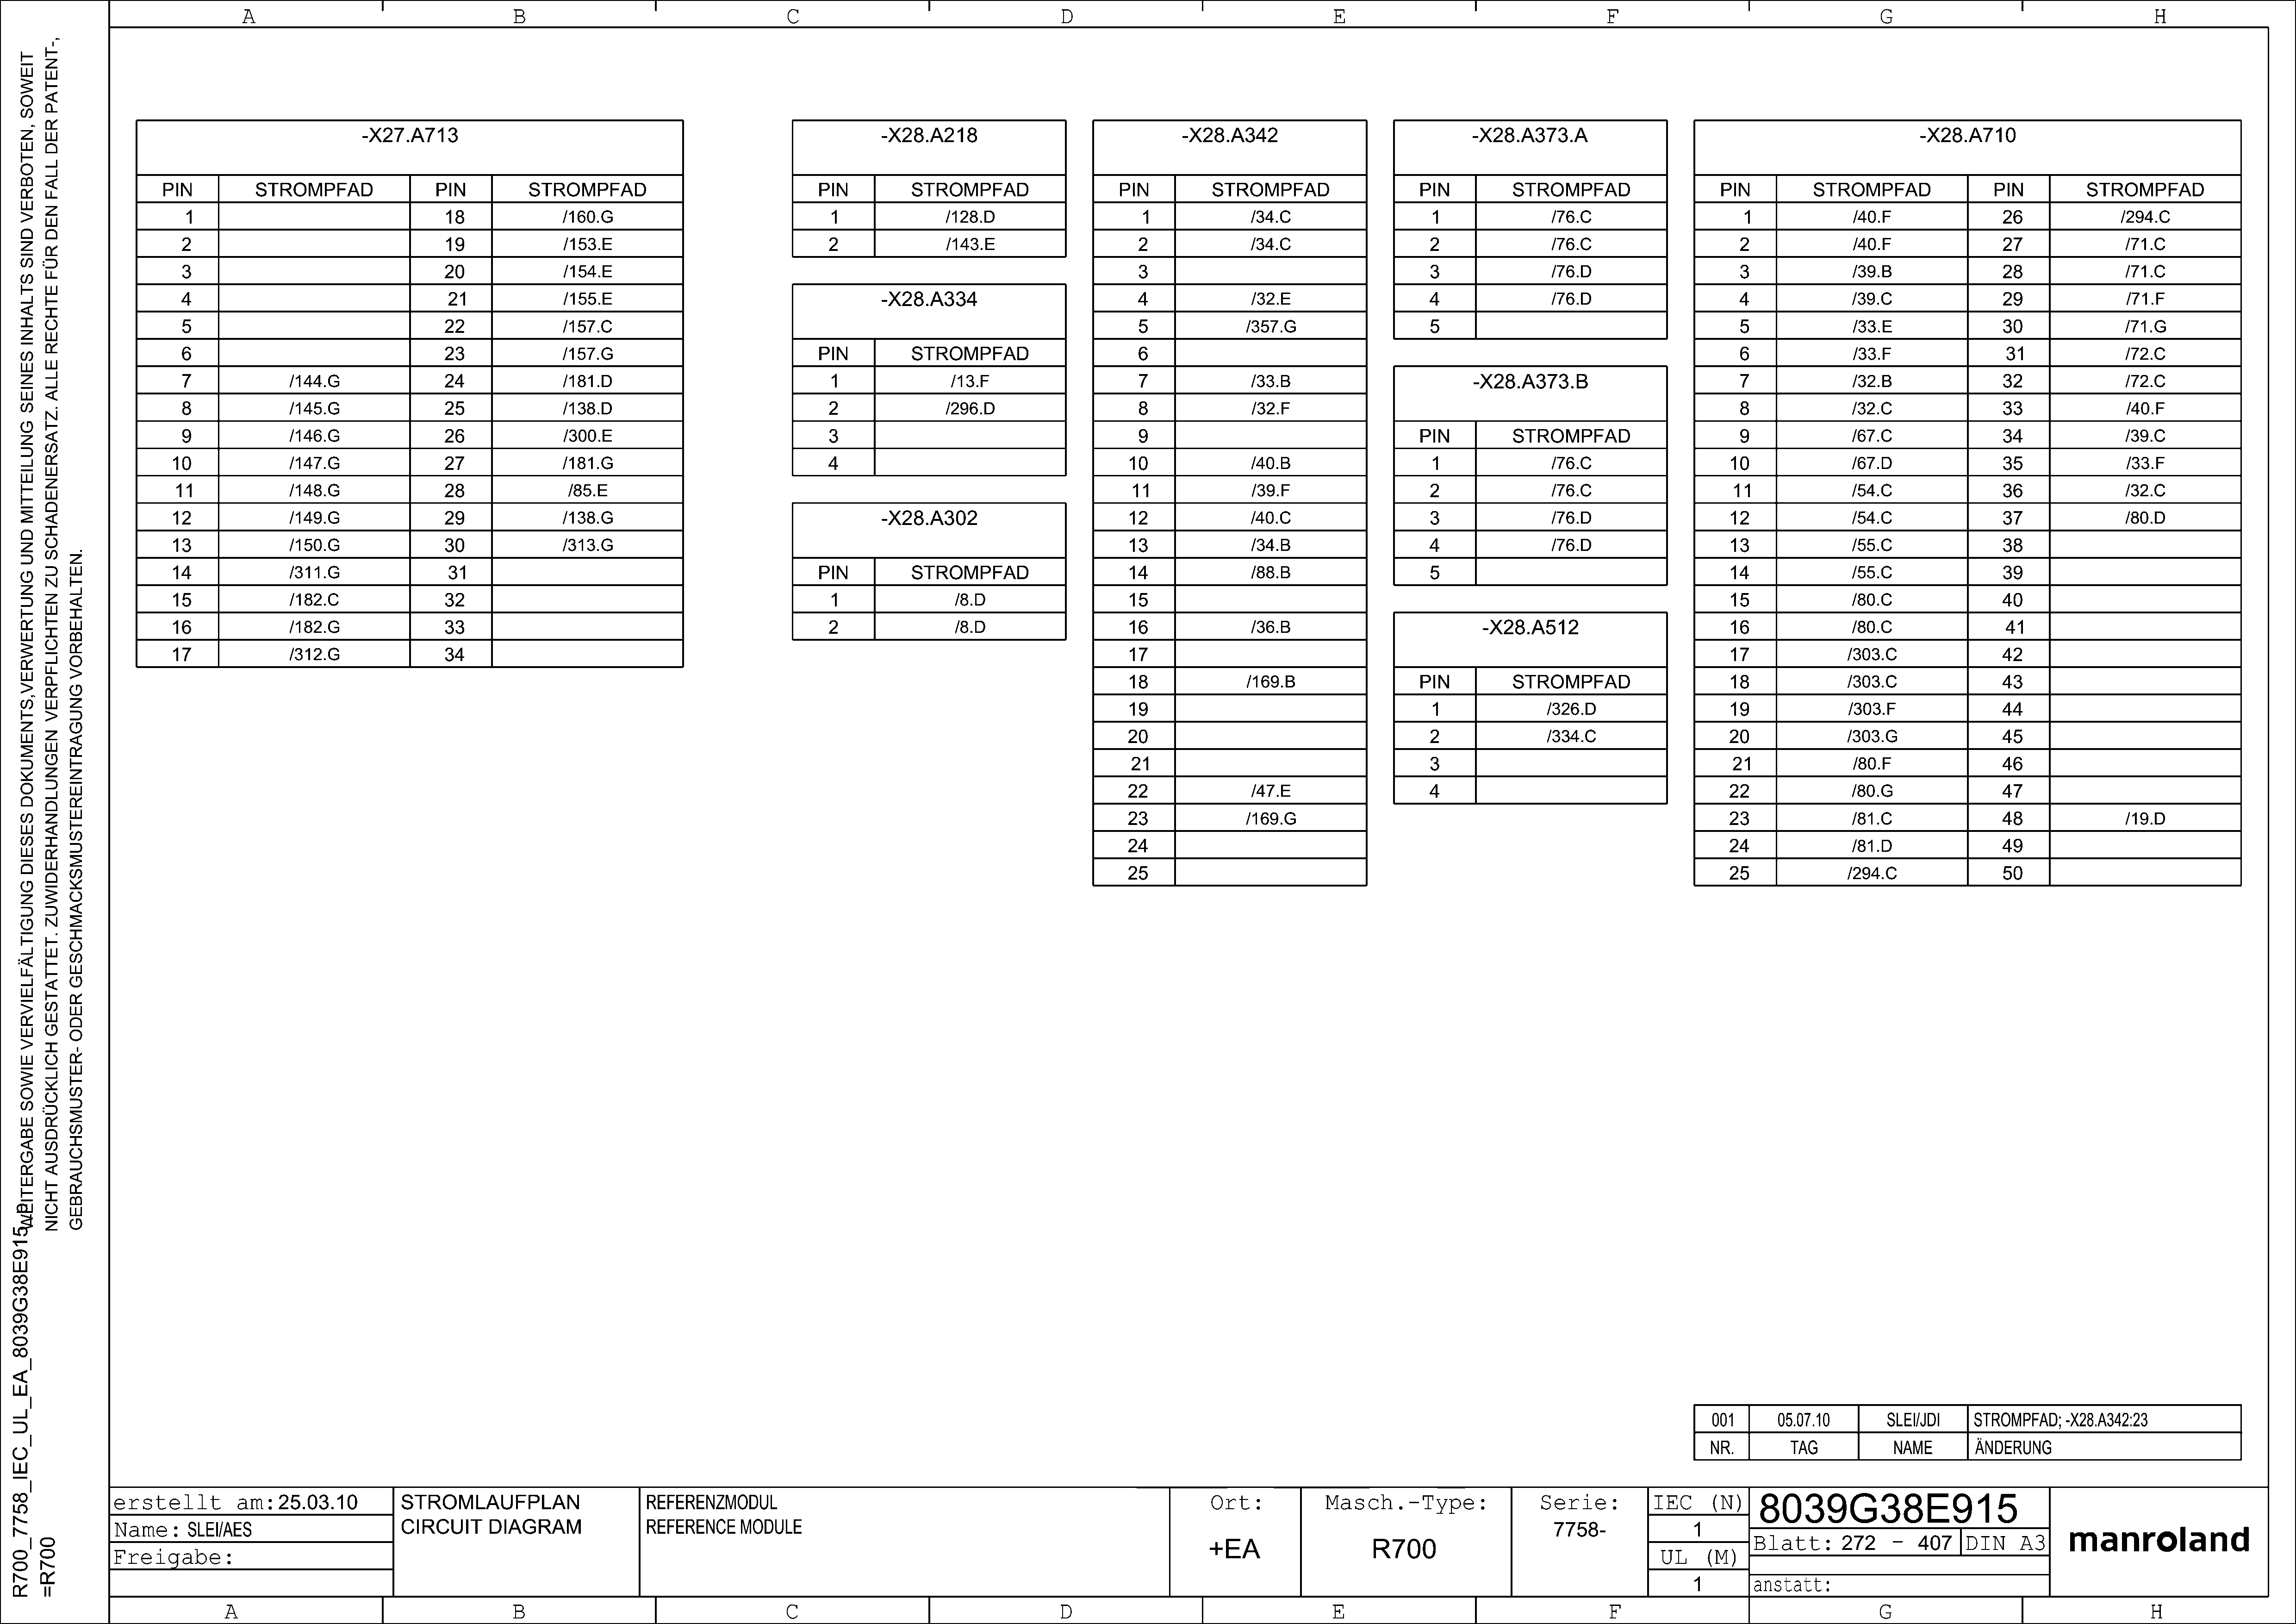 A B C D E F G H
WEITERGABE SOWIE VERVIELFÄLTIGUNG DIESES DOKUMENTS,VERWERTUNG UND MITTEILUNG SEINES INHALTS SIND VERBOTEN, SOWEIT
NICHT AUSDRÜCKLICH GESTATTET. ZUWIDERHANDLUNGEN VERPFLICHTEN ZU SCHADENERSATZ. ALLE RECHTE FÜR DEN FALL DER PATENT-,
GEBRAUCHSMUSTER- ODER GESCHMACKSMUSTEREINTRAGUNG VORBEHALTEN.
R700_7758_IEC_UL_EA_8039G38E915_P
=R700
-X27.A713
PIN STROMPFAD PIN STROMPFAD
1 18 /160.G
2 19 /153.E
3 20 /154.E
4 21 /155.E
5 22 /157.C
6 23 /157.G
7 /144.G 24 /181.D
8 /145.G 25 /138.D
9 /146.G 26 /300.E
10 /147.G 27 /181.G
11 /148.G 28 /85.E
12 /149.G 29 /138.G
13 /150.G 30 /313.G
14 /311.G 31
15 /182.C 32
16 /182.G 33
17 /312.G 34
-X28.A218
PIN STROMPFAD
1 /128.D
2 /143.E
-X28.A334
PIN STROMPFAD
1 /13.F
2 /296.D
3
4
-X28.A302
PIN STROMPFAD
1 /8.D
2 /8.D
-X28.A342
PIN STROMPFAD
1 /34.C
2 /34.C
3
4 /32.E
5 /357.G
6
7 /33.B
8 /32.F
9
10 /40.B
11 /39.F
12 /40.C
13 /34.B
14 /88.B
15
16 /36.B
17
18 /169.B
19
20
21
22 /47.E
23 /169.G
24
25
-X28.A373.A
PIN STROMPFAD
1 /76.C
2 /76.C
3 /76.D
4 /76.D
5
-X28.A373.B
PIN STROMPFAD
1 /76.C
2 /76.C
3 /76.D
4 /76.D
5
-X28.A512
PIN STROMPFAD
1 /326.D
2 /334.C
3
4
-X28.A710
PIN STROMPFAD PIN STROMPFAD
1 /40.F 26 /294.C
2 /40.F 27 /71.C
3 /39.B 28 /71.C
4 /39.C 29 /71.F
5 /33.E 30 /71.G
6 /33.F 31 /72.C
7 /32.B 32 /72.C
8 /32.C 33 /40.F
9 /67.C 34 /39.C
10 /67.D 35 /33.F
11 /54.C 36 /32.C
12 /54.C 37 /80.D
13 /55.C 38
14 /55.C 39
15 /80.C 40
16 /80.C 41
17 /303.C 42
18 /303.C 43
19 /303.F 44
20 /303.G 45
21 /80.F 46
22 /80.G 47
23 /81.C 48 /19.D
24 /81.D 49
25 /294.C 50
001 05.07.10 SLEI/JDI STROMPFAD; -X28.A342:23
NR. TAG NAME ÄNDERUNG
erstellt am: 25.03.10
Name: SLEI/AES
Freigabe:
STROMLAUFPLAN
CIRCUIT DIAGRAM
REFERENZMODUL
REFERENCE MODULE
Ort:
+EA
Masch.-Type:
R700
Serie:
7758-
IEC (N)
1
UL (M)
1
8039G38E915
Blatt: 272 - 407 DIN A3
anstatt:
manroland
A B C D E F G H